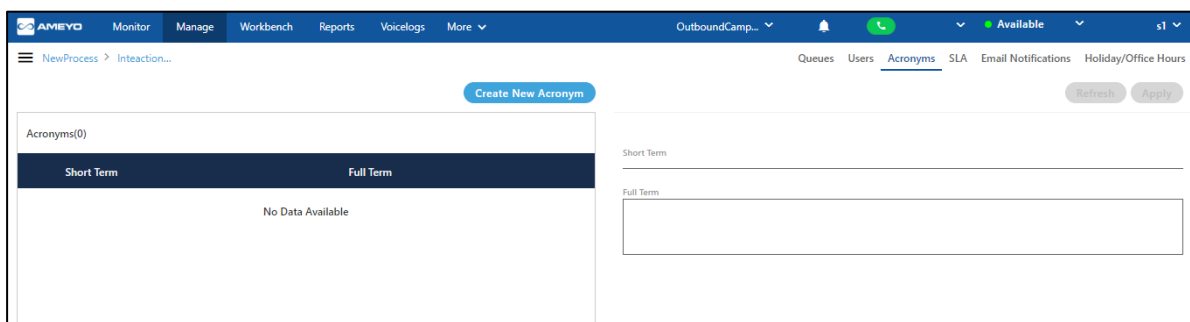 AMEYO Monitor Manage Workbench Reports Voicelogs More OutboundCamp... Available s1
NewProcess > Inteaction... Queues Users Acronyms SLA Email Notifications Holiday/Office Hours
Create New Acronym Refresh Apply
Acronyms(0)
Short Term
Short Term Full Term
Full Term
No Data Available